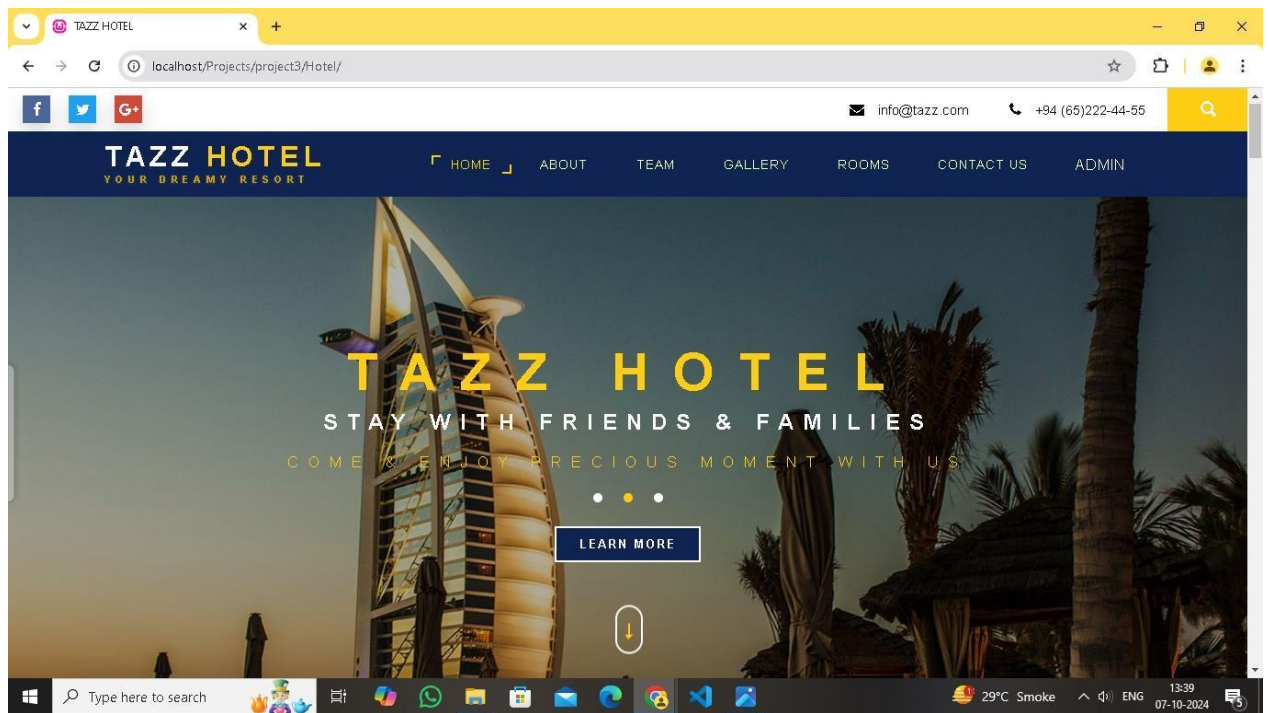 TAZZ HOTEL
localhost/Projects/project3/Hotel/
f
G+
info@tazz.com
+94 (65)222-44-55
TAZZ HOTEL
YOUR DREAMY RESORT
HOME
ABOUT
TEAM
GALLERY
ROOMS
CONTACT US
ADMIN
TAZZ HOTEL
STAY WITH FRIENDS & FAMILIES
COME & ENJOY PRECIOUS MOMENT WITH US
LEARN MORE
Type here to search
29°C Smoke
ENG
13:39
07-10-2024
5